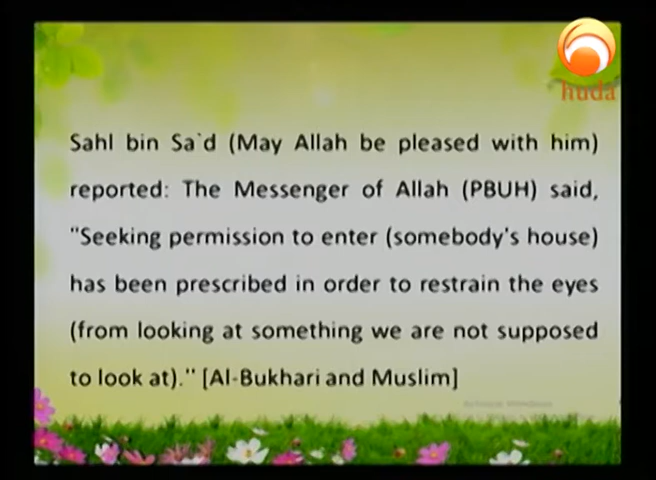 huda
Sahl bin Sa`d (May Allah be pleased with him)
reported: The Messenger of Allah (PBUH) said,
"Seeking permission to enter (somebody's house)
has been prescribed in order to restrain the eyes
(from looking at something we are not supposed
to look at)." [Al-Bukhari and Muslim]